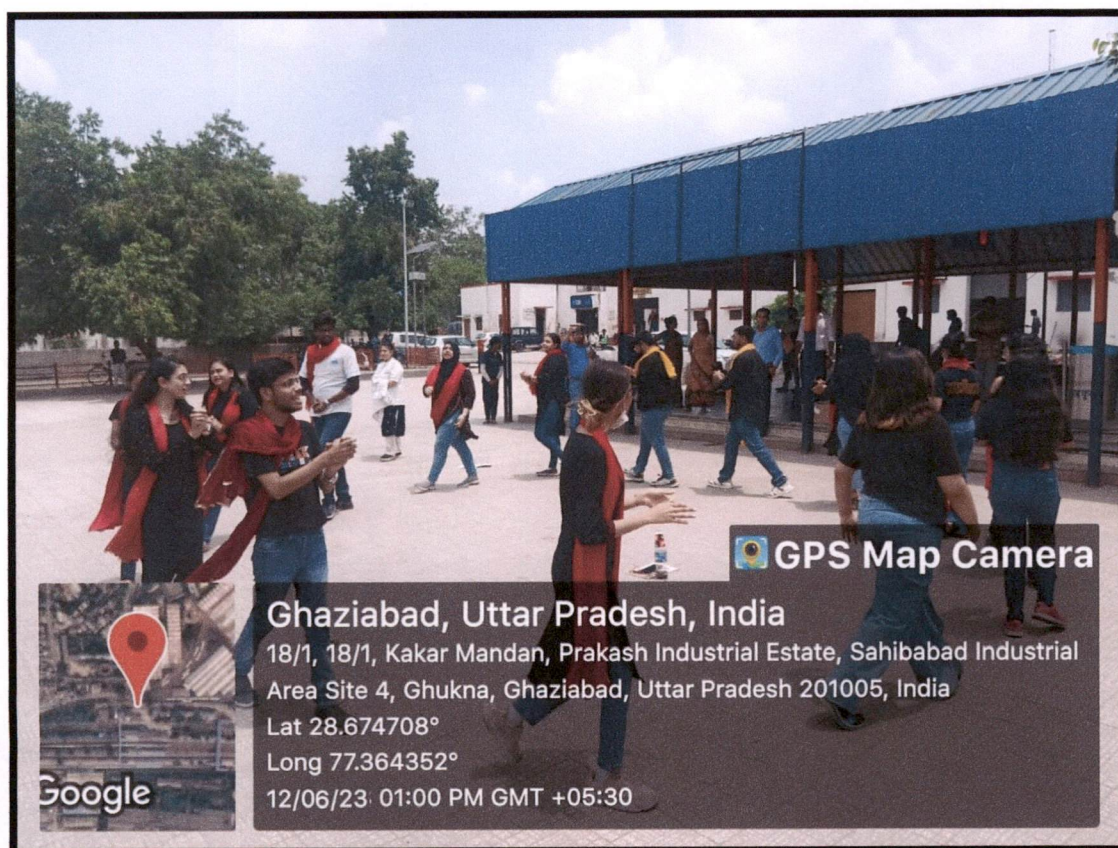 GPS Map Camera
Ghaziabad, Uttar Pradesh, India
18/1, 18/1, Kakar Mandan, Prakash Industrial Estate, Sahibabad Industrial
Area Site 4, Ghukna, Ghaziabad, Uttar Pradesh 201005, India
Lat 28.674708°
Long 77.364352°
12/06/23 01:00 PM GMT +05:30
Google